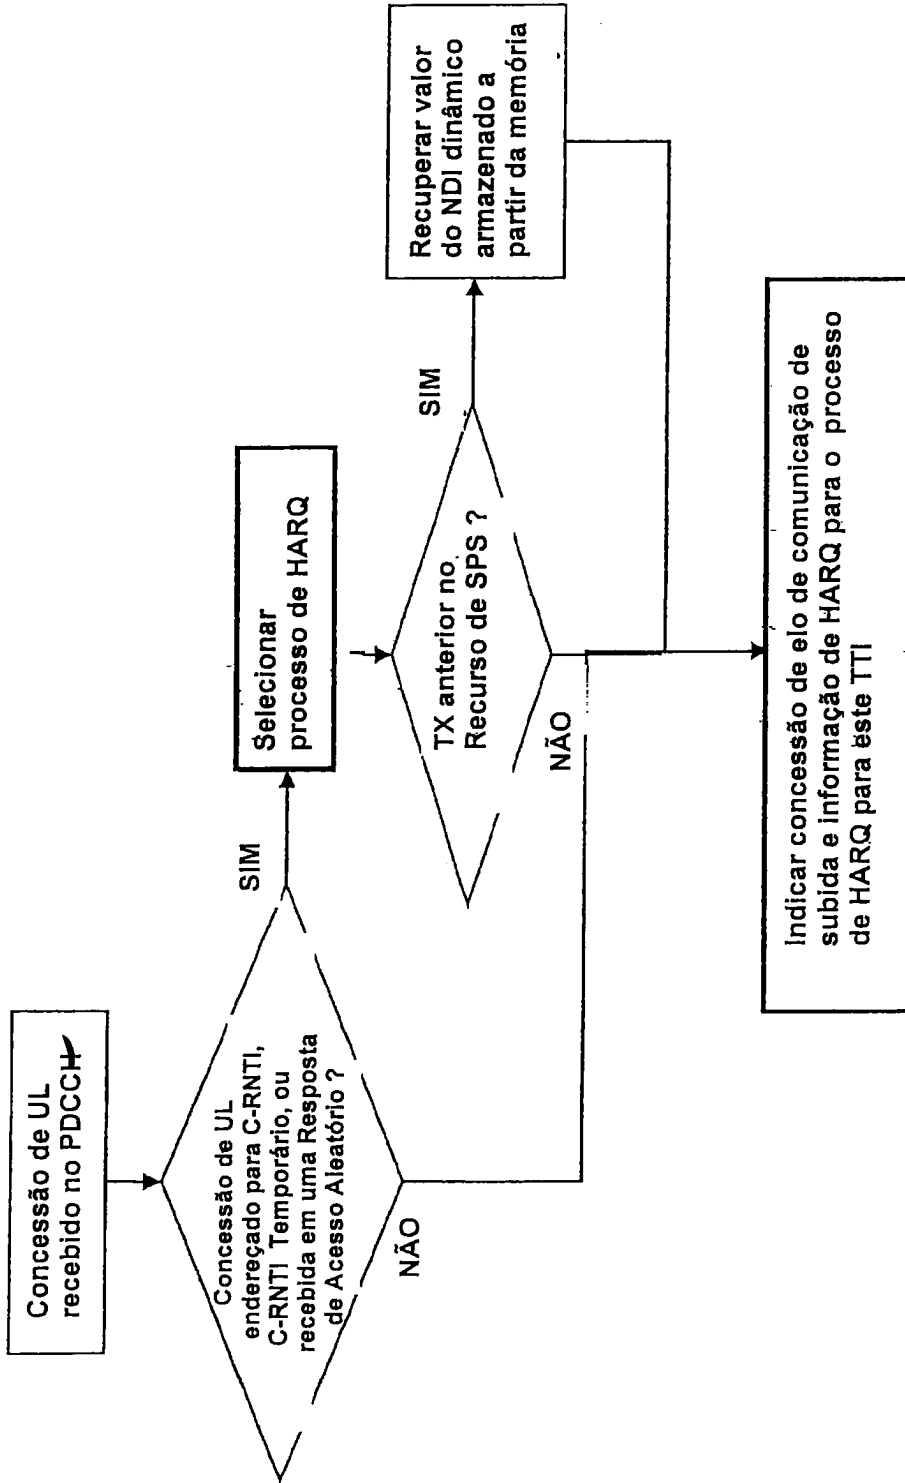 Concessão de UL
recebido no PDCCH
Concessão de UL
endereçado para C-RNTI,
C-RNTI Temporário, ou
recebida em uma Resposta
de Acesso Aleatório ?
SIM
NÃO
Selecionar
processo de HARQ
TX anterior no
Recurso de SPS ?
SIM
NÃO
Recuperar valor
do NDI dinâmico
armazenado a
partir da memória
Indicar concessão de elo de comunicação de
subida e informação de HARQ para o processo
de HARQ para este TTI